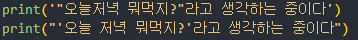 print('"오늘저녁 뭐먹지?"라고 생각하는 중이다')
print("'오늘 저녁 뭐먹지?'라고 생각하는 중이다")